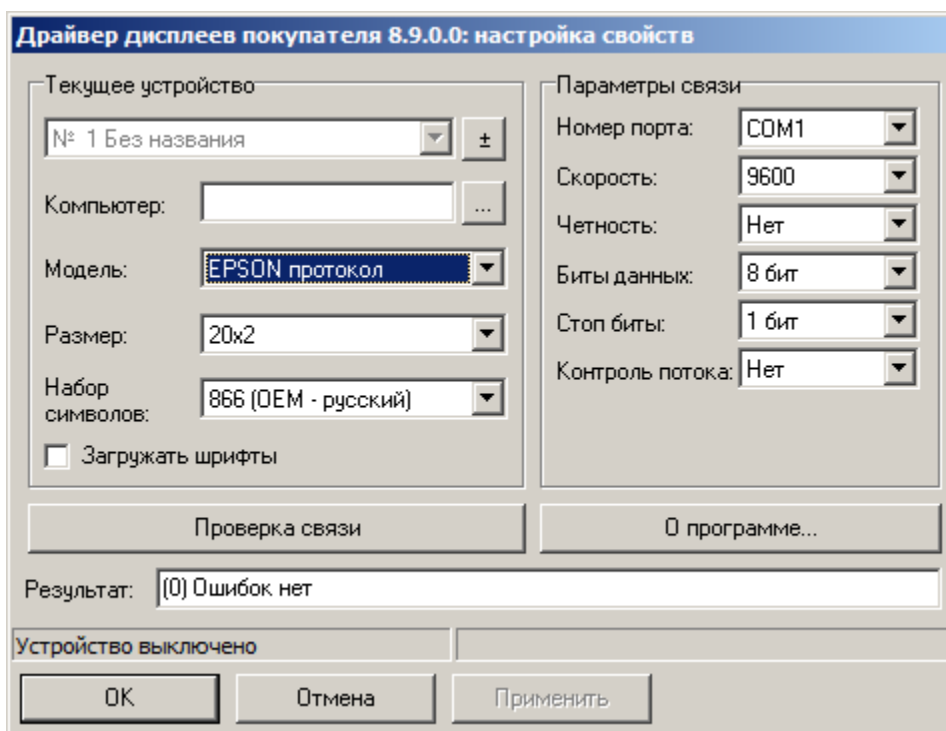 Драйвер дисплеев покупателя 8.9.0.0: настройка свойств
Текущее устройство
№ 1 Без названия
±
Компьютер:
...
Модель:
EPSON протокол
Размер:
20x2
Набор
символов:
866 (OEM - русский)
Загружать шрифты
Параметры связи
Номер порта:
COM1
Скорость:
9600
Четность:
Нет
Биты данных:
8 бит
Стоп биты:
1 бит
Контроль потока:
Нет
Проверка связи
О программе...
Результат:
(0) Ошибок нет
Устройство выключено
OK
Отмена
Применить